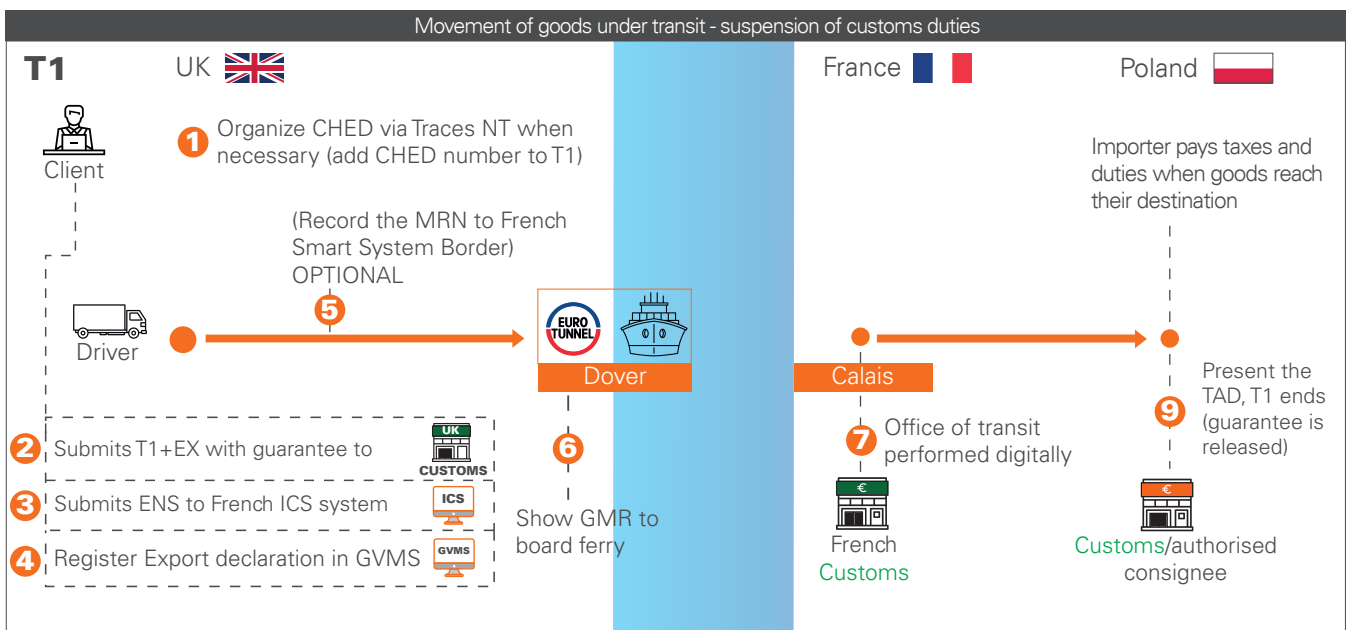 Movement of goods under transit - suspension of customs duties
T1
UK
France
Poland
Client
1
Organize CHED via Traces NT when
necessary (add CHED number to T1)
Importer pays taxes and
duties when goods reach
their destination
(Record the MRN to French
Smart System Border)
OPTIONAL
5
Driver
EURO
TUNNEL
Dover
Calais
2
Submits T1+EX with guarantee to
UK
CUSTOMS
3
Submits ENS to French ICS system
ICS
4
Register Export declaration in GVMS
GVMS
6
Show GMR to
board ferry
7
Office of transit
performed digitally
€
French
Customs
9
Present the
TAD, T1 ends
(guarantee is
released)
€
Customs/authorised
consignee